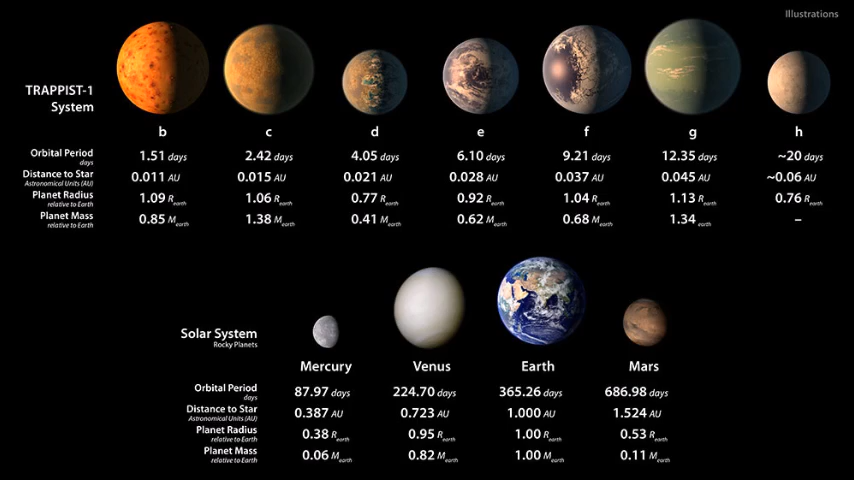 Illustrations
TRAPPIST-1
System
b c d e f g h
Orbital Period 1.51 days 2.42 days 4.05 days 6.10 days 9.21 days 12.35 days ~20 days
days
Distance to Star 0.011 AU 0.015 AU 0.021 AU 0.028 AU 0.037 AU 0.045 AU ~0.06 AU
Astronomical Units (AU)
Planet Radius 1.09 Rearth 1.06 Rearth 0.77 Rearth 0.92 Rearth 1.04 Rearth 1.13 Rearth 0.76 Rearth
relative to Earth
Planet Mass 0.85 Mearth 1.38 Mearth 0.41 Mearth 0.62 Mearth 0.68 Mearth 1.34 earth –
relative to Earth
Solar System
Rocky Planets
Mercury Venus Earth Mars
Orbital Period 87.97 days 224.70 days 365.26 days 686.98 days
days
Distance to Star 0.387 AU 0.723 AU 1.000 AU 1.524 AU
Astronomical Units (AU)
Planet Radius 0.38 Rearth 0.95 Rearth 1.00 Rearth 0.53 Rearth
relative to Earth
Planet Mass 0.06 Mearth 0.82 Mearth 1.00 Mearth 0.11 Mearth
relative to Earth